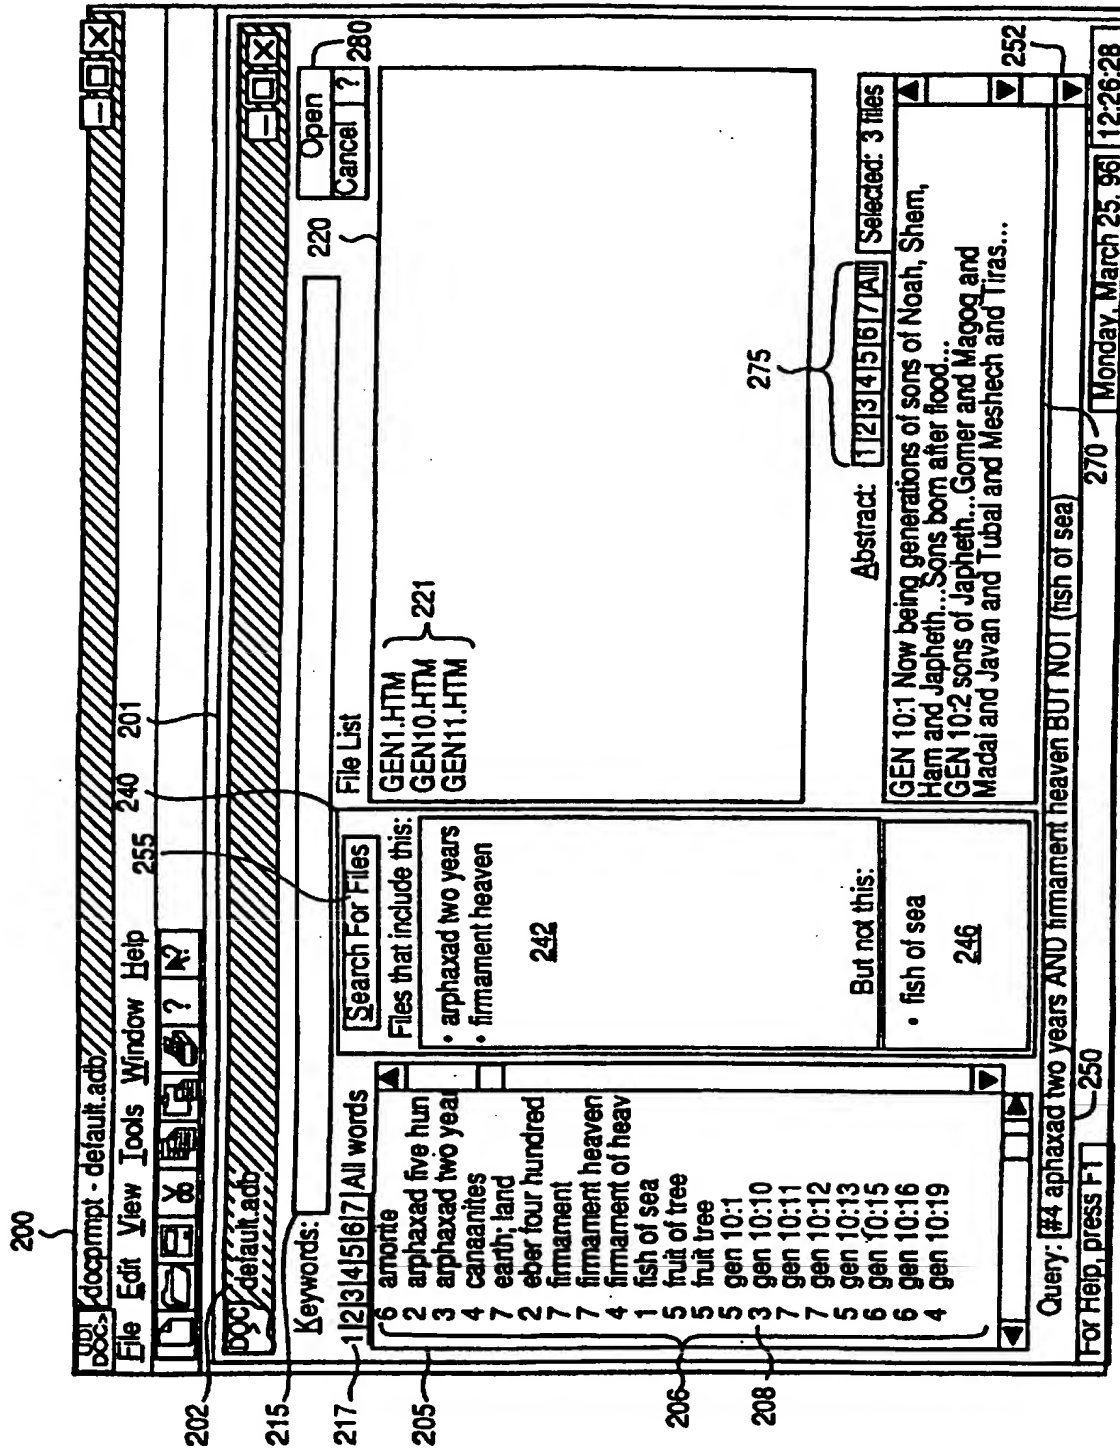 200
UDI
DOC> docprmpt - default.adb
File Edit View Tools Window Help
? ?
255
240
201
202
DOC default.adb
215
Keywords:
Open
Cancel ?
280
217
1 2 3 4 5 6 7 All words
Search For Files
File List
220
205
6 amorite
2 arphaxad five hun
3 arphaxad two year
4 canaanites
7 earth; land
2 eber four hundred
7 firmament
7 firmament heaven
4 firmament of heav
1 fish of sea
5 fruit of tree
5 fruit tree
5 gen 10:1
3 gen 10:10
7 gen 10:11
7 gen 10:12
5 gen 10:13
6 gen 10:15
6 gen 10:16
4 gen 10:19
206
208
Files that include this:
• arphaxad two years
• firmament heaven
242
But not this:
• fish of sea
246
GEN1.HTM
GEN10.HTM
GEN11.HTM
221
275
Abstract: 1 2 3 4 5 6 7 All Selected: 3 files
GEN 10:1 Now being generations of sons of Noah, Shem,
Ham and Japheth...Sons born after flood...
GEN 10:2 sons of Japheth...Gomer and Magog and
Madai and Javan and Tubal and Meshech and Tiras...
252
Query: #4 aphaxad two years AND firmament heaven BUT NOT (fish of sea)
250
270
For Help, press F1
Monday, March 25, 96 12:26:28